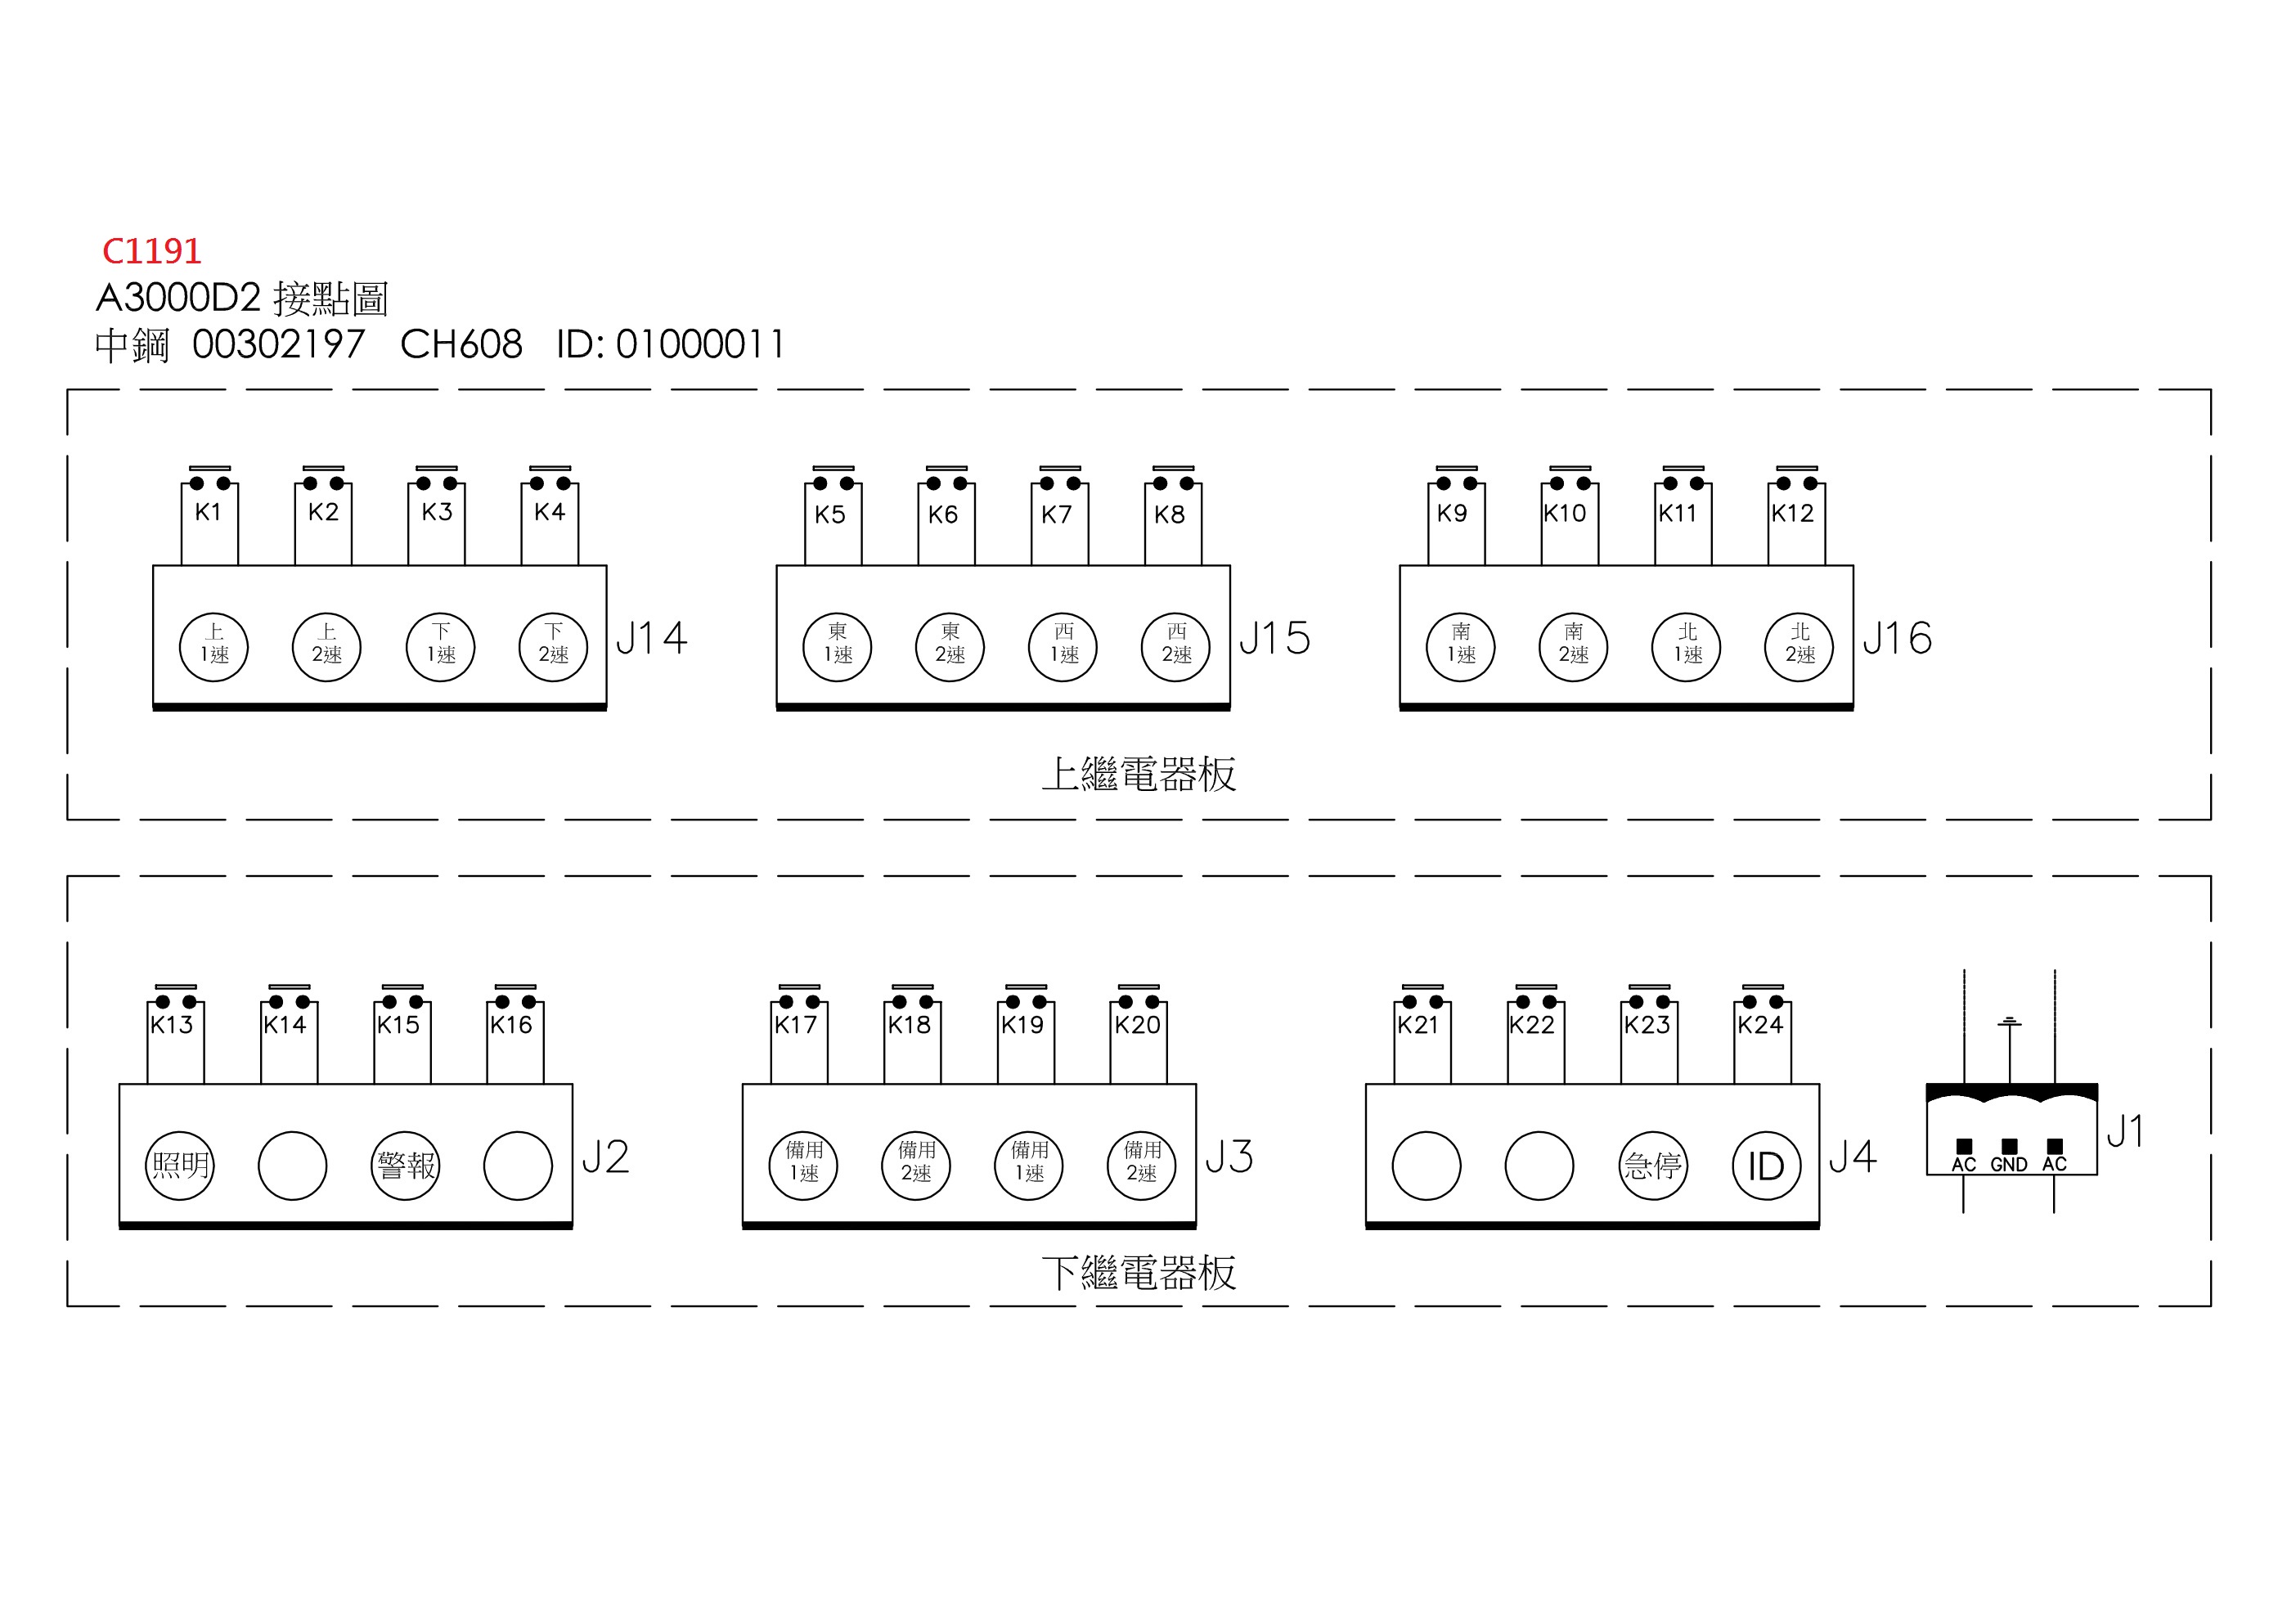 C1191
A3000D2 接點圖
中鋼 00302197 CH608 ID: 01000011
K1 K2 K3 K4 K5 K6 K7 K8 K9 K10 K11 K12
上 上 下 下 東 東 西 西 南 南 北 北
1速 2速 1速 2速 J14 1速 2速 1速 2速 J15 1速 2速 1速 2速 J16
上繼電器板
K13 K14 K15 K16 K17 K18 K19 K20 K21 K22 K23 K24
備用 備用 備用 備用
照明 警報 J2 1速 2速 1速 2速 J3 急停 ID J4 J1
AC GND AC
下繼電器板